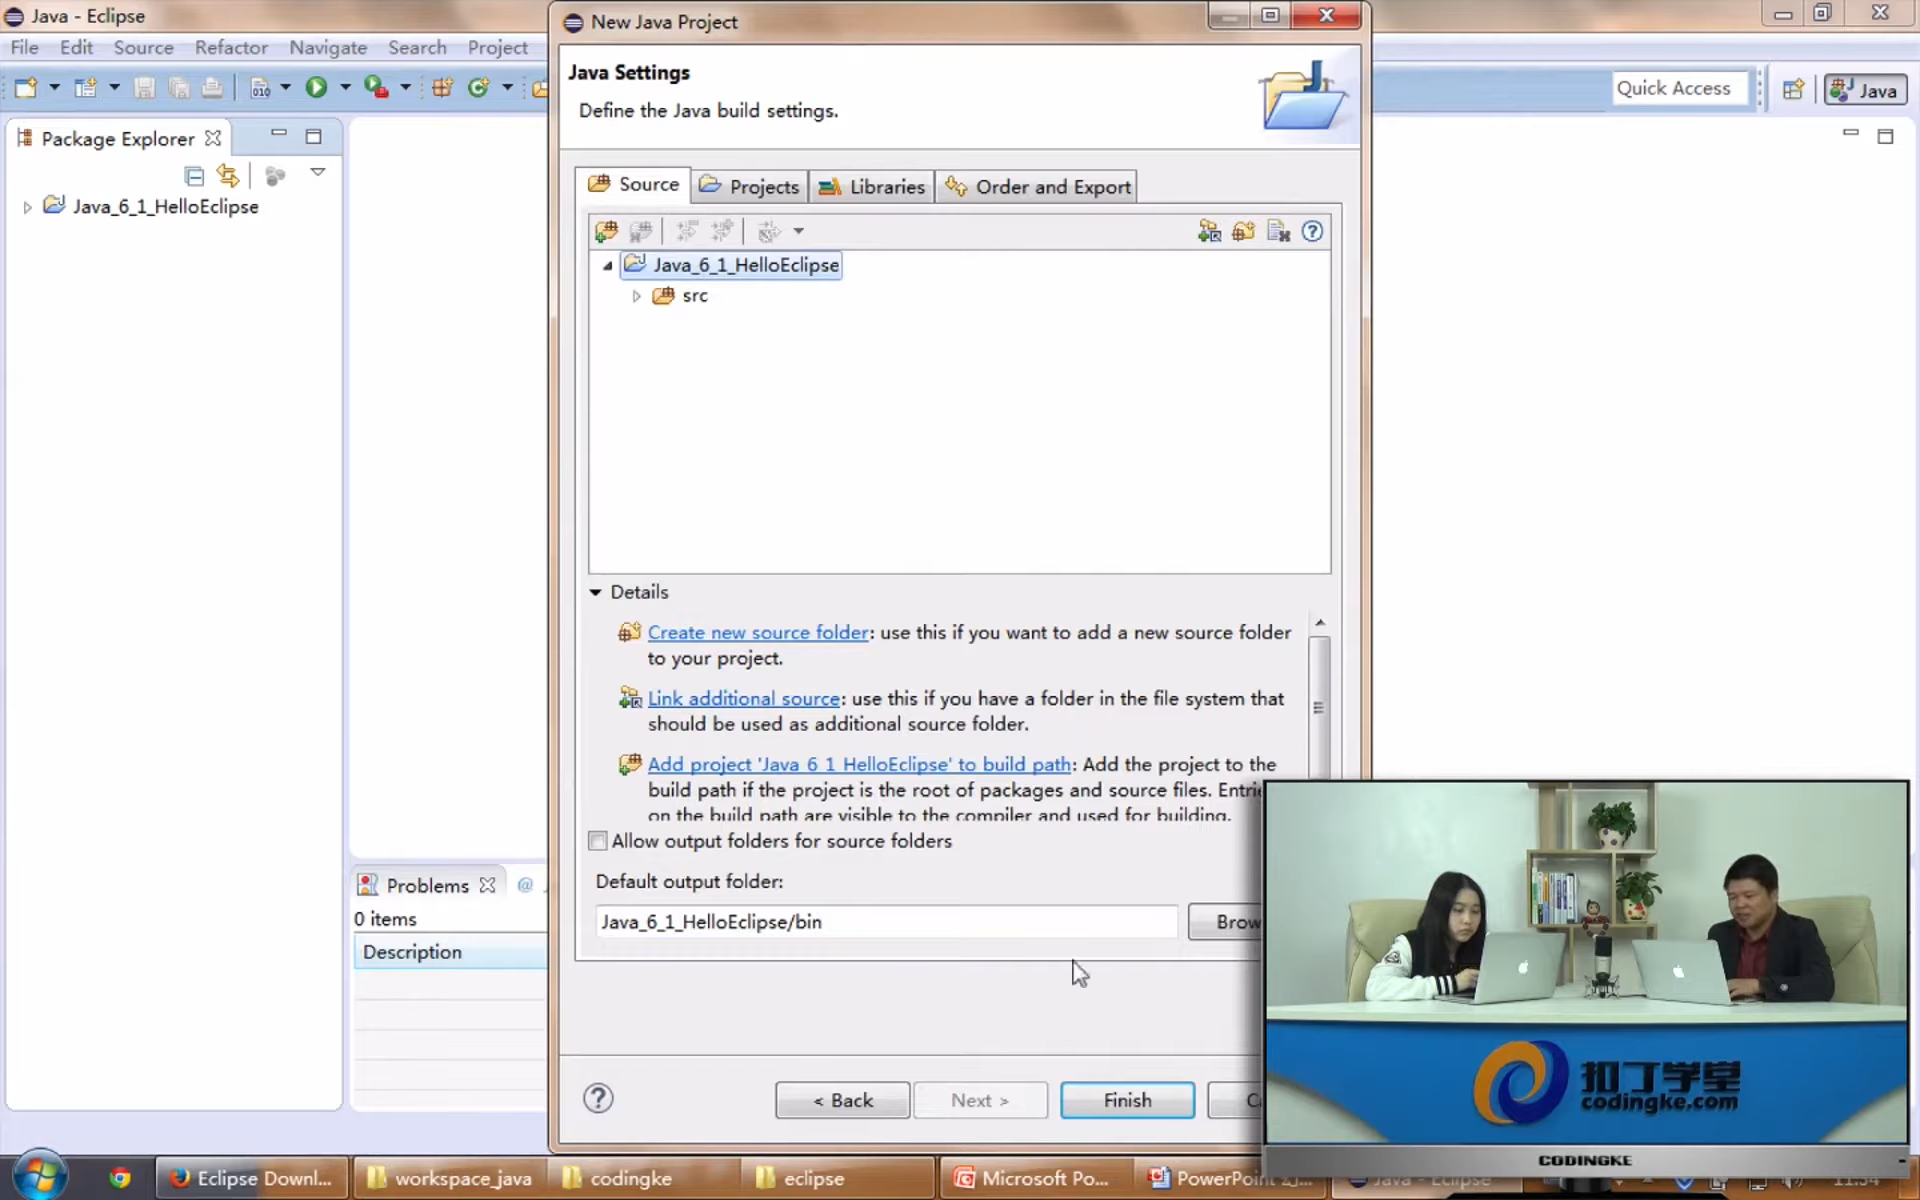 Java - Eclipse
File Edit Source Refactor Navigate Search Project
Quick Access
Java
Package Explorer
Java_6_1_HelloEclipse
New Java Project
Java Settings
Define the Java build settings.
Source Projects Libraries Order and Export
Java_6_1_HelloEclipse
src
Details
Create new source folder: use this if you want to add a new source folder
to your project.
Link additional source: use this if you have a folder in the file system that
should be used as additional source folder.
Add project 'Java 6 1 HelloEclipse' to build path: Add the project to the
build path if the project is the root of packages and source files. Entrie
on the build path are visible to the compiler and used for building.
Allow output folders for source folders
Default output folder:
Java_6_1_HelloEclipse/bin
Brow
Problems @
0 items
Description
< Back Next > Finish
扣丁学堂
codingke.com
CODINGKE
Eclipse Downl... workspace_java codingke eclipse Microsoft Po... PowerPoint
Java - Eclipse
11:54